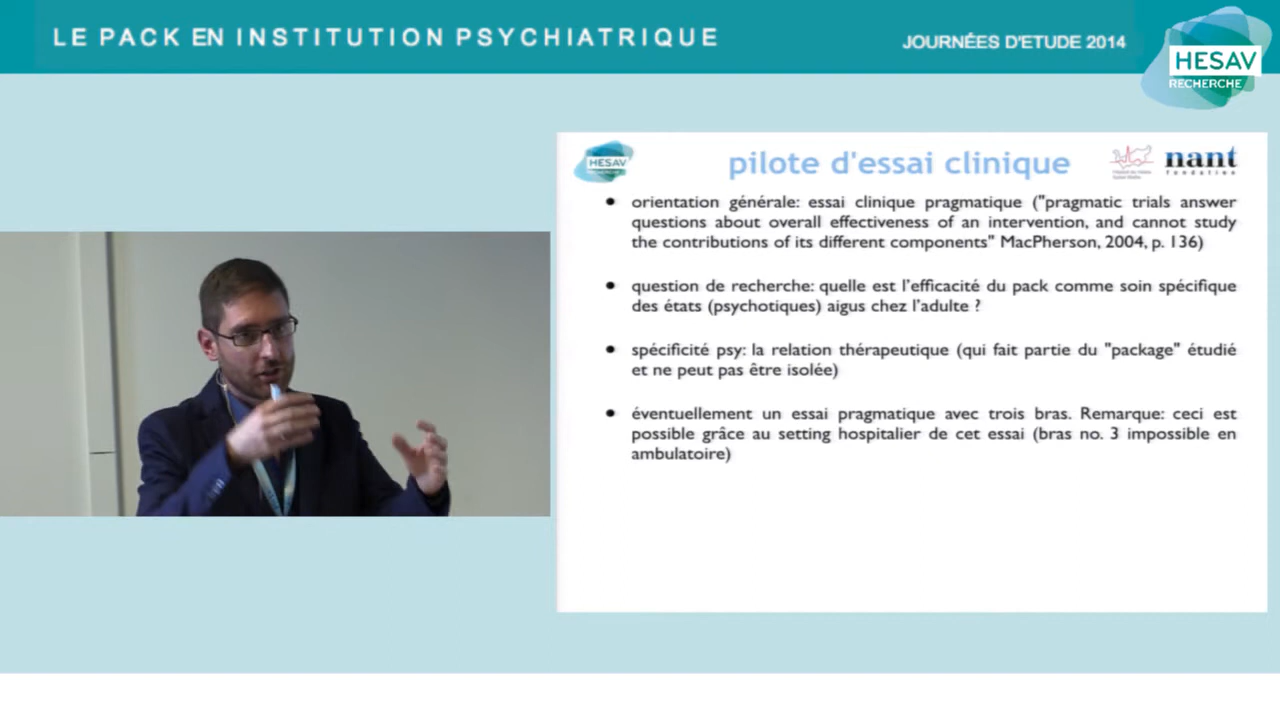 LE PACK EN INSTITUTION PSYCHIATRIQUE
JOURNÉES D'ETUDE 2014
HESAV
RECHERCHE
HESAV
pilote d'essai clinique
nant
fondation
• orientation générale: essai clinique pragmatique ("pragmatic trials answer
questions about overall effectiveness of an intervention, and cannot study
the contributions of its different components" MacPherson, 2004, p. 136)
• question de recherche: quelle est l'efficacité du pack comme soin spécifique
des états (psychotiques) aigus chez l'adulte ?
• spécificité psy: la relation thérapeutique (qui fait partie du "package" étudié
et ne peut pas être isolée)
• éventuellement un essai pragmatique avec trois bras. Remarque: ceci est
possible grâce au setting hospitalier de cet essai (bras no. 3 impossible en
ambulatoire)